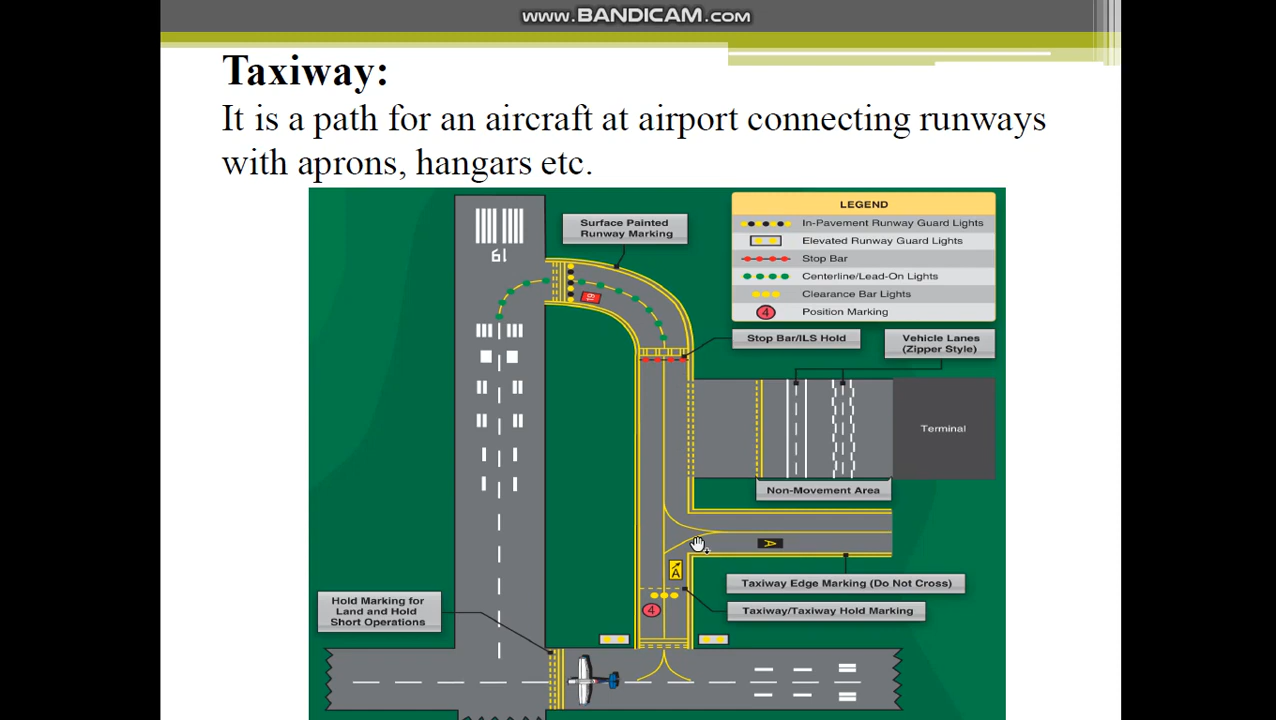 WWW.BANDICAM.COM
Taxiway:
It is a path for an aircraft at airport connecting runways
with aprons, hangars etc.
LEGEND
In-Pavement Runway Guard Lights
Elevated Runway Guard Lights
Stop Bar
Centerline/Lead-On Lights
Clearance Bar Lights
4
Position Marking
Surface Painted
Runway Marking
19
19
Stop Bar/ILS Hold
Vehicle Lanes
(Zipper Style)
Terminal
Non-Movement Area
A
A
Taxiway Edge Marking (Do Not Cross)
Taxiway/Taxiway Hold Marking
4
Hold Marking for
Land and Hold
Short Operations